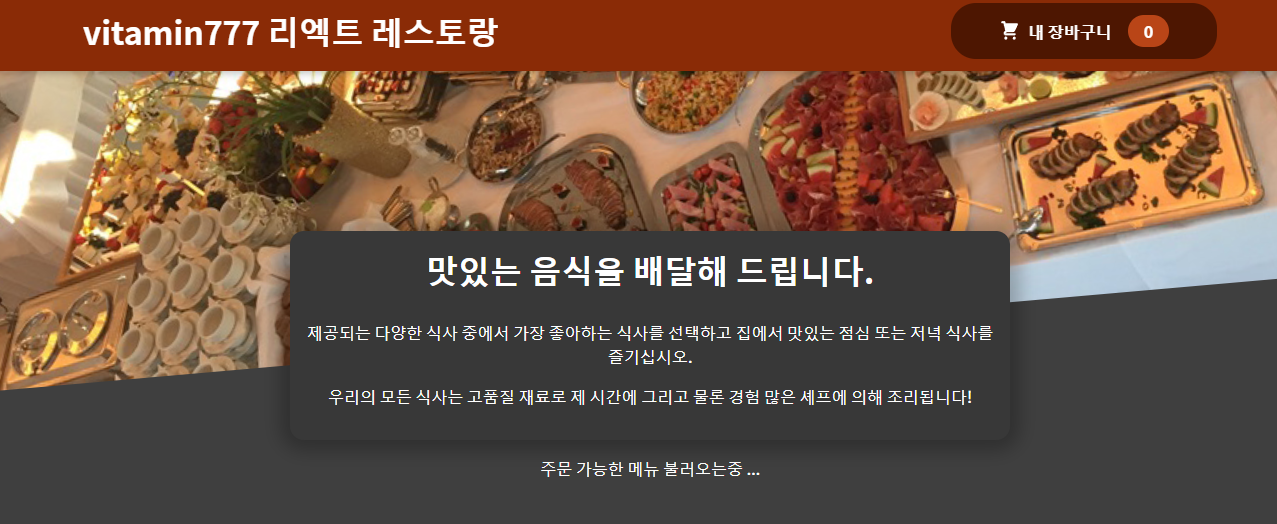 vitamin777 리엑트 레스토랑
내 장바구니 0
맛있는 음식을 배달해 드립니다.
제공되는 다양한 식사 중에서 가장 좋아하는 식사를 선택하고 집에서 맛있는 점심 또는 저녁 식사를
즐기십시오.
우리의 모든 식사는 고품질 재료로 제 시간에 그리고 물론 경험 많은 셰프에 의해 조리됩니다!
주문 가능한 메뉴 불러오는중 ...